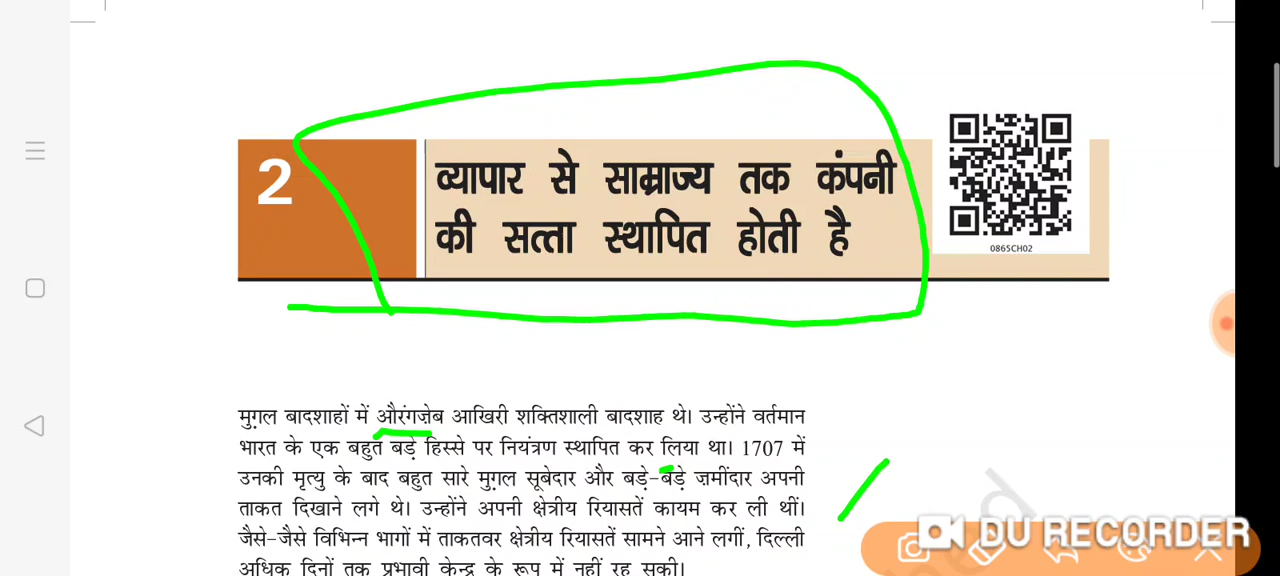 2
व्यापार से साम्राज्य तक कंपनी
की सत्ता स्थापित होती है
0865CH02
मुग़ल बादशाहों में औरंगज़ेब आखिरी शक्तिशाली बादशाह थे। उन्होंने वर्तमान
भारत के एक बहुत बड़े हिस्से पर नियंत्रण स्थापित कर लिया था। 1707 में
उनकी मृत्यु के बाद बहुत सारे मुग़ल सूबेदार और बड़े-बड़े ज़मींदार अपनी
ताकत दिखाने लगे थे। उन्होंने अपनी क्षेत्रीय रियासतें कायम कर ली थीं।
जैसे-जैसे विभिन्न भागों में ताकतवर क्षेत्रीय रियासतें सामने आने लगीं, दिल्ली
अधिक दिनों तक प्रभावी केन्द्र के रूप में नहीं रह सकी।
DU RECORDER